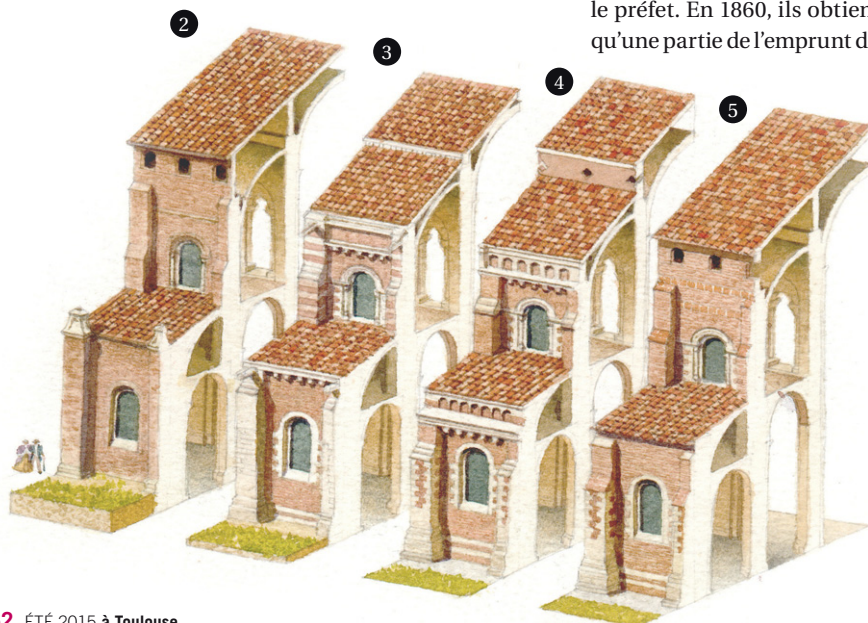 le préfet. En 1860, ils obtien
qu'une partie de l'emprunt d
2
3
4
5
2 ÉTÉ 2015 à Toulouse